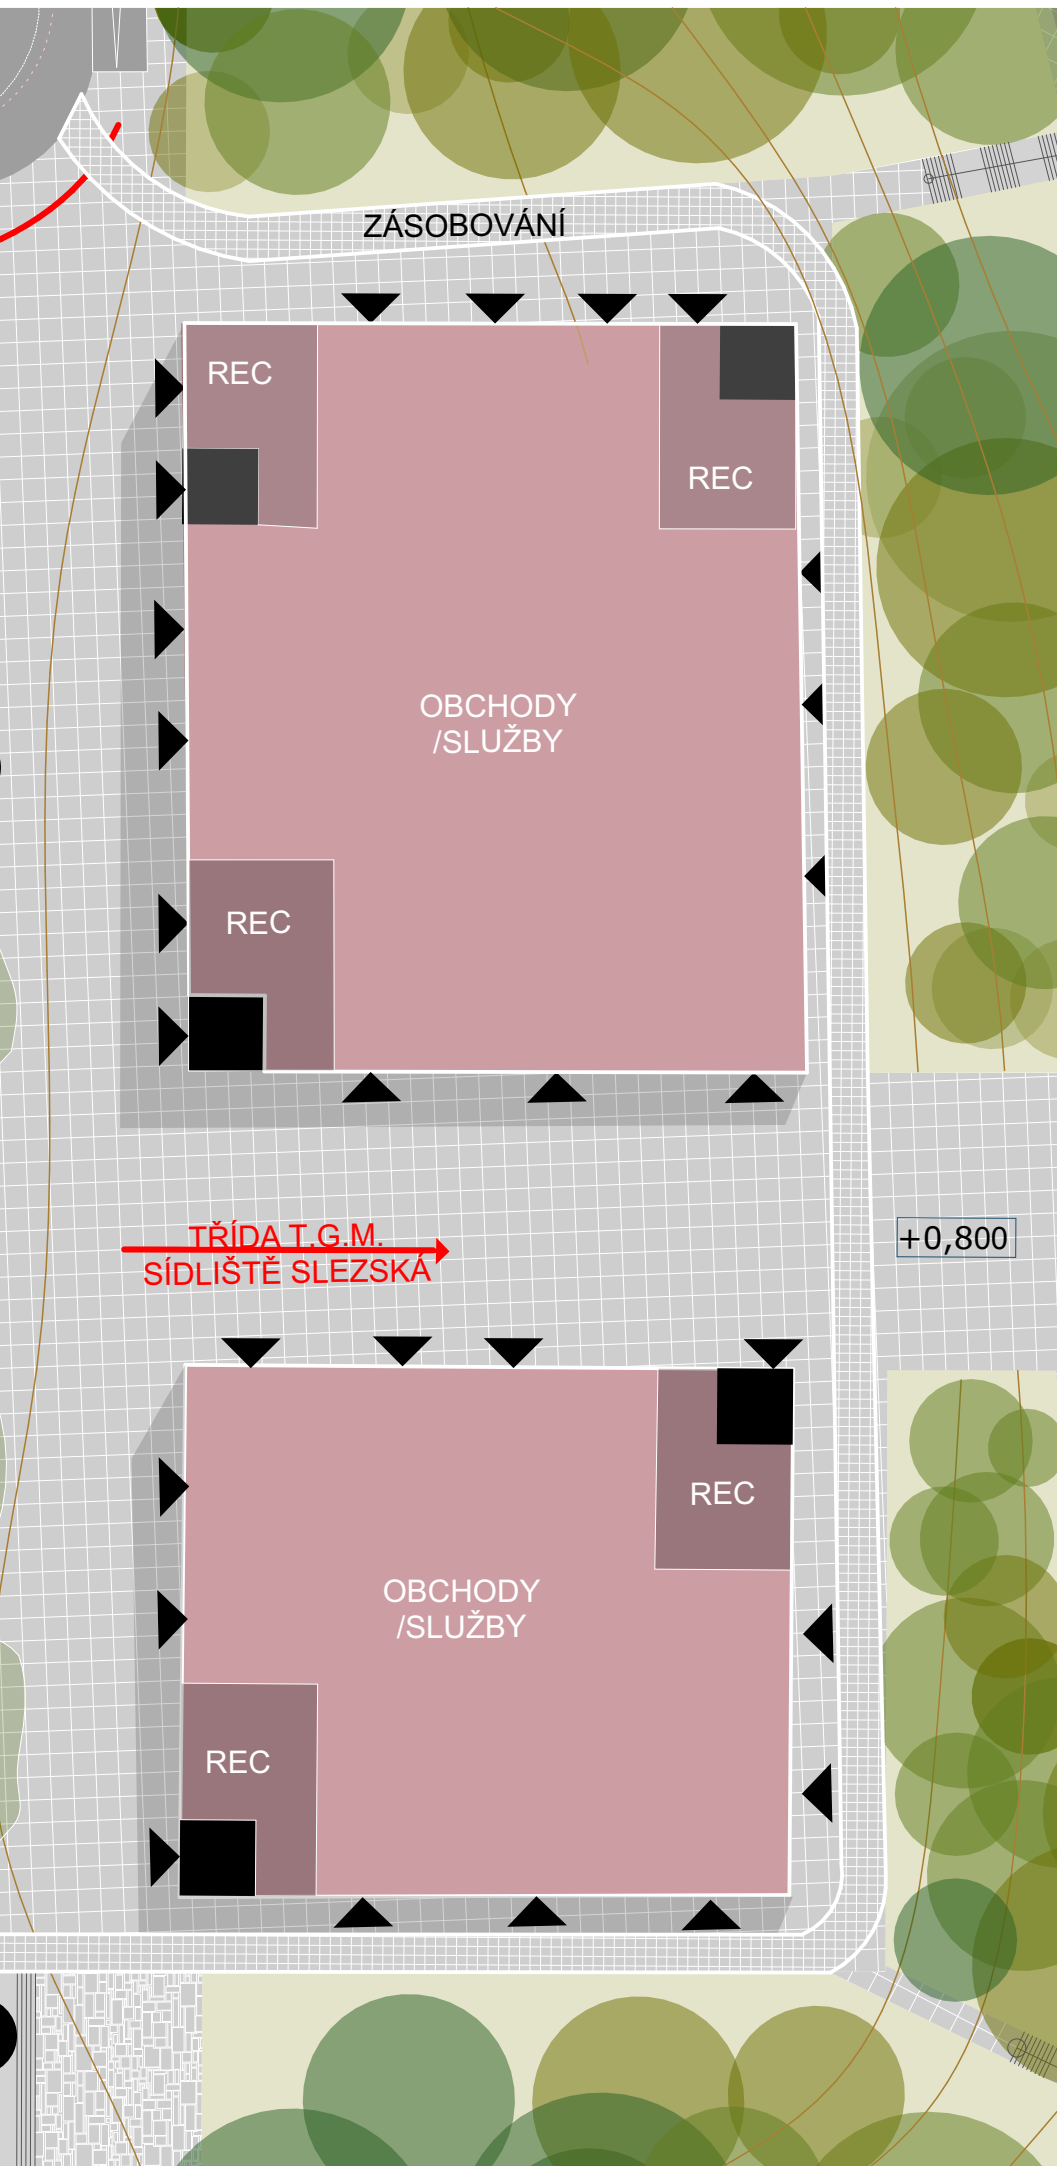 ZÁSOBOVÁNÍ
REC
REC
OBCHODY
/SLUŽBY
REC
TŘÍDA T.G.M.
SÍDLIŠTĚ SLEZSKÁ
+0,800
REC
OBCHODY
/SLUŽBY
REC